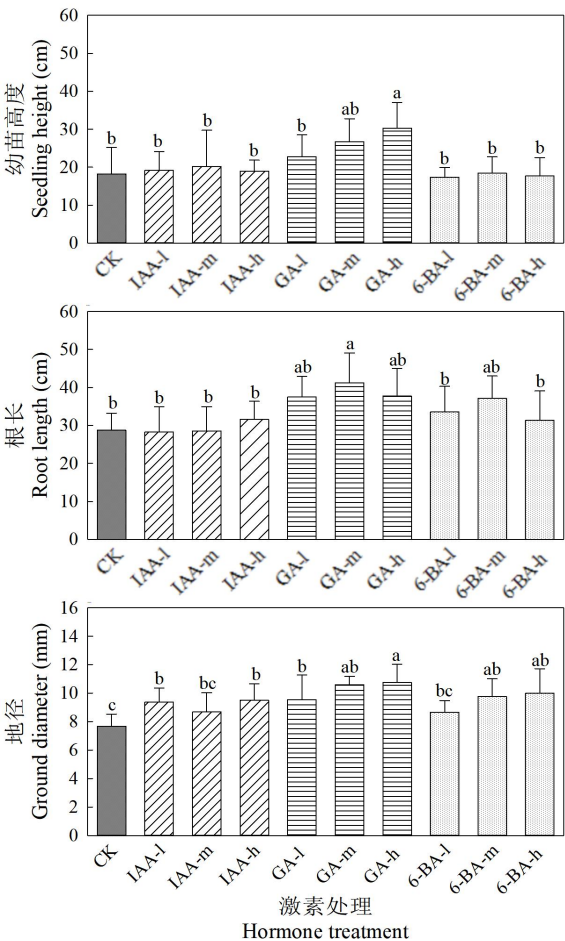 60
50
40
30
20
10
0
幼苗高度
Seedling height (cm)
b b b b b ab a b b b
CK IAA-l IAA-m IAA-h GA-l GA-m GA-h 6-BA-l 6-BA-m 6-BA-h
60
50
40
30
20
10
0
根长
Root length (cm)
b b b b ab a ab b ab b
CK IAA-l IAA-m IAA-h GA-l GA-m GA-h 6-BA-l 6-BA-m 6-BA-h
16
14
12
10
8
6
4
2
0
地径
Ground diameter (mm)
c b bc b b ab a bc ab ab
CK IAA-l IAA-m IAA-h GA-l GA-m GA-h 6-BA-l 6-BA-m 6-BA-h
激素处理
Hormone treatment